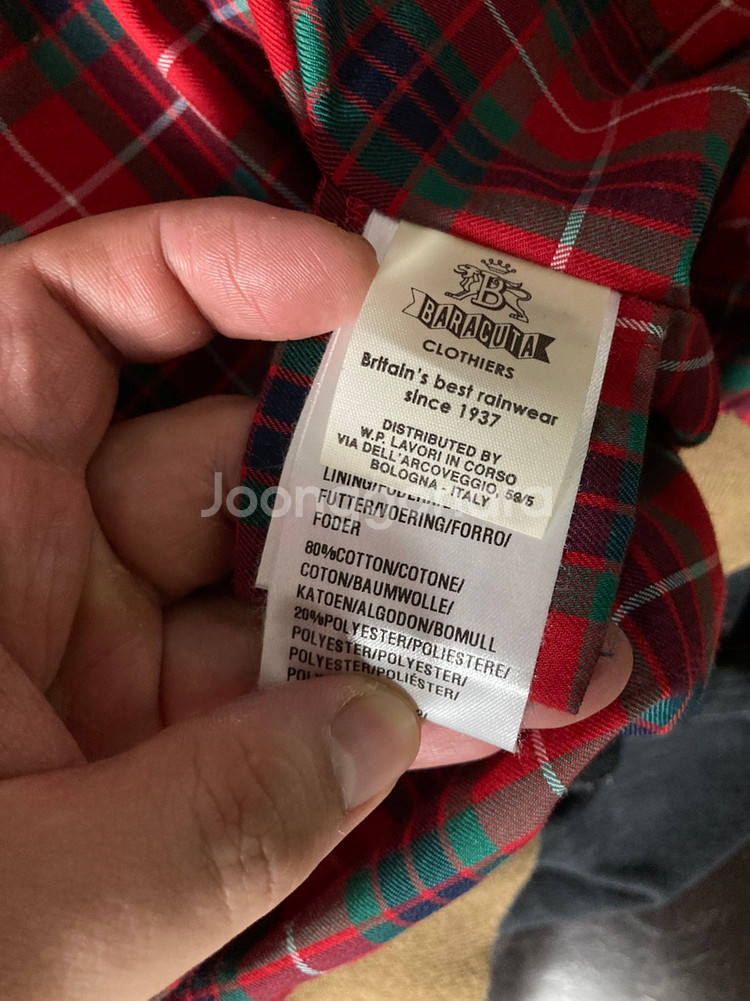 B
BARACUTA
CLOTHIERS
Britain's best rainwear
since 1937
DISTRIBUTED BY
W.P. LAVORI IN CORSO
VIA DELL'ARCOVEGGIO, 59/5
BOLOGNA - ITALY
LINING/
FUTTER/VOERING/FORRO/
FODER
80%COTTON/COTONE/
COTON/BAUMWOLLE/
KATOEN/ALGODON/BOMULL
20%POLYESTER/POLIESTERE/
POLYESTER/POLYESTER/
POLYESTER/POLIÉSTER/
Joonggonara